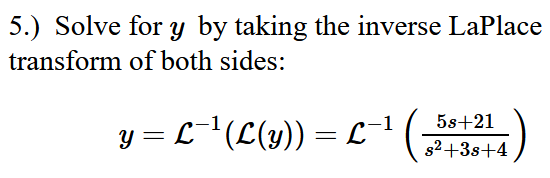 5.) Solve for y by taking the inverse LaPlace
transform of both sides:
y = ℒ⁻¹(ℒ(y)) = ℒ⁻¹((5s+21)/(s²+3s+4))